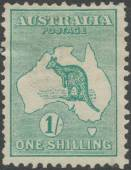 AUSTRALIA
POSTAGE
1/-
ONE SHILLING